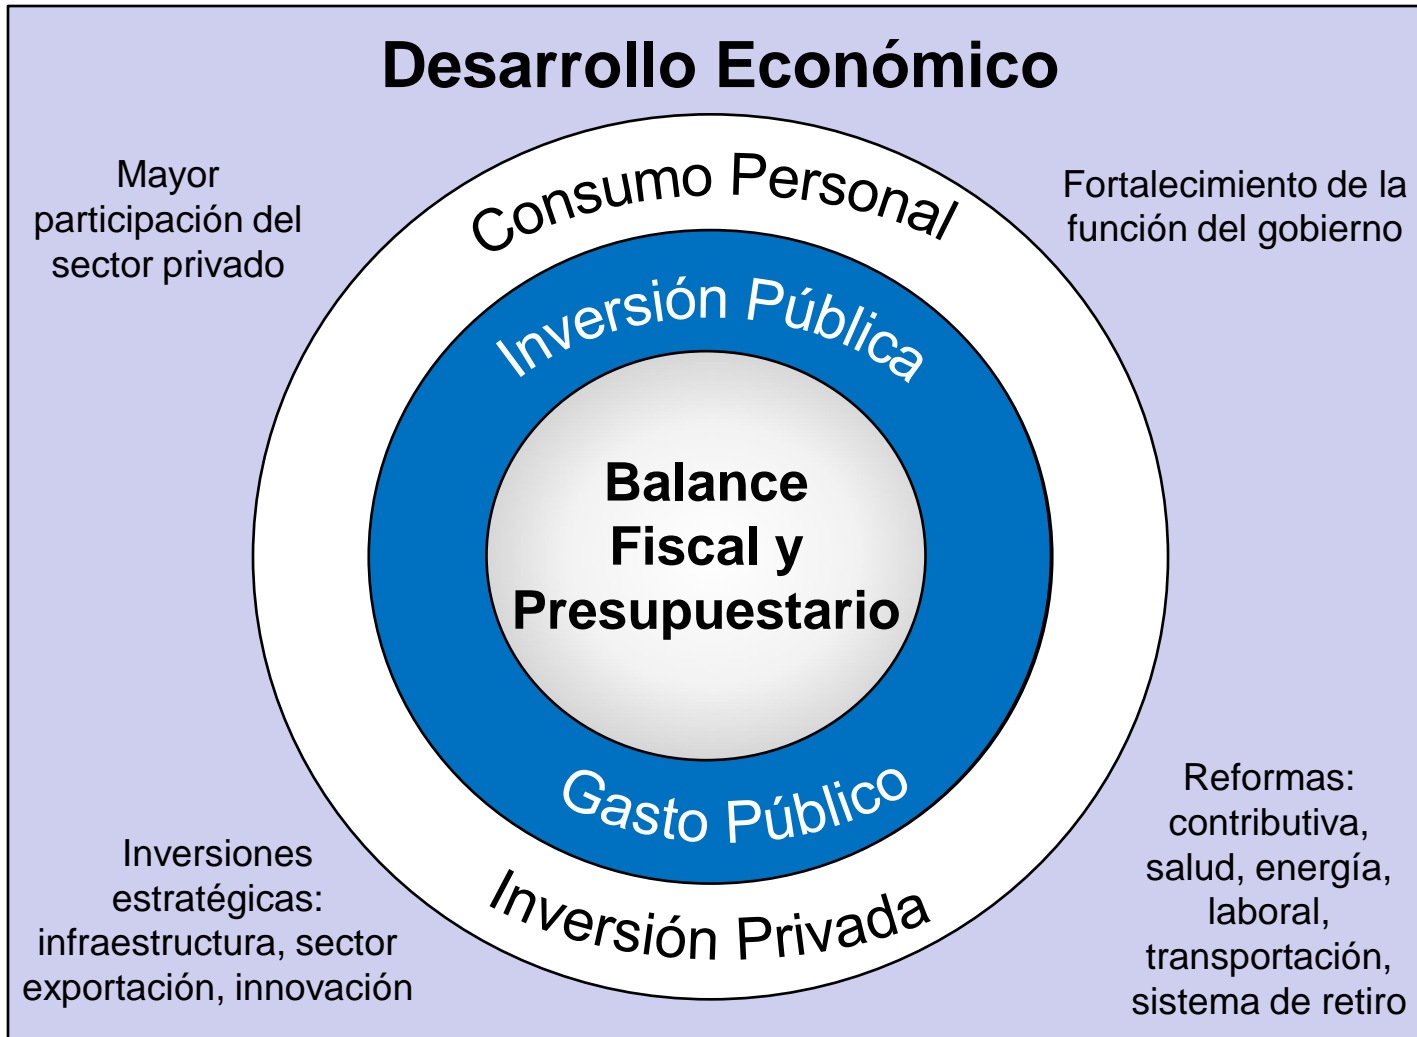 Desarrollo Económico
Mayor
participación del
sector privado
Fortalecimiento de la
función del gobierno
Consumo Personal
Inversión Pública
Balance
Fiscal y
Presupuestario
Gasto Público
Inversión Privada
Inversiones
estratégicas:
infraestructura, sector
exportación, innovación
Reformas:
contributiva,
salud, energía,
laboral,
transportación,
sistema de retiro